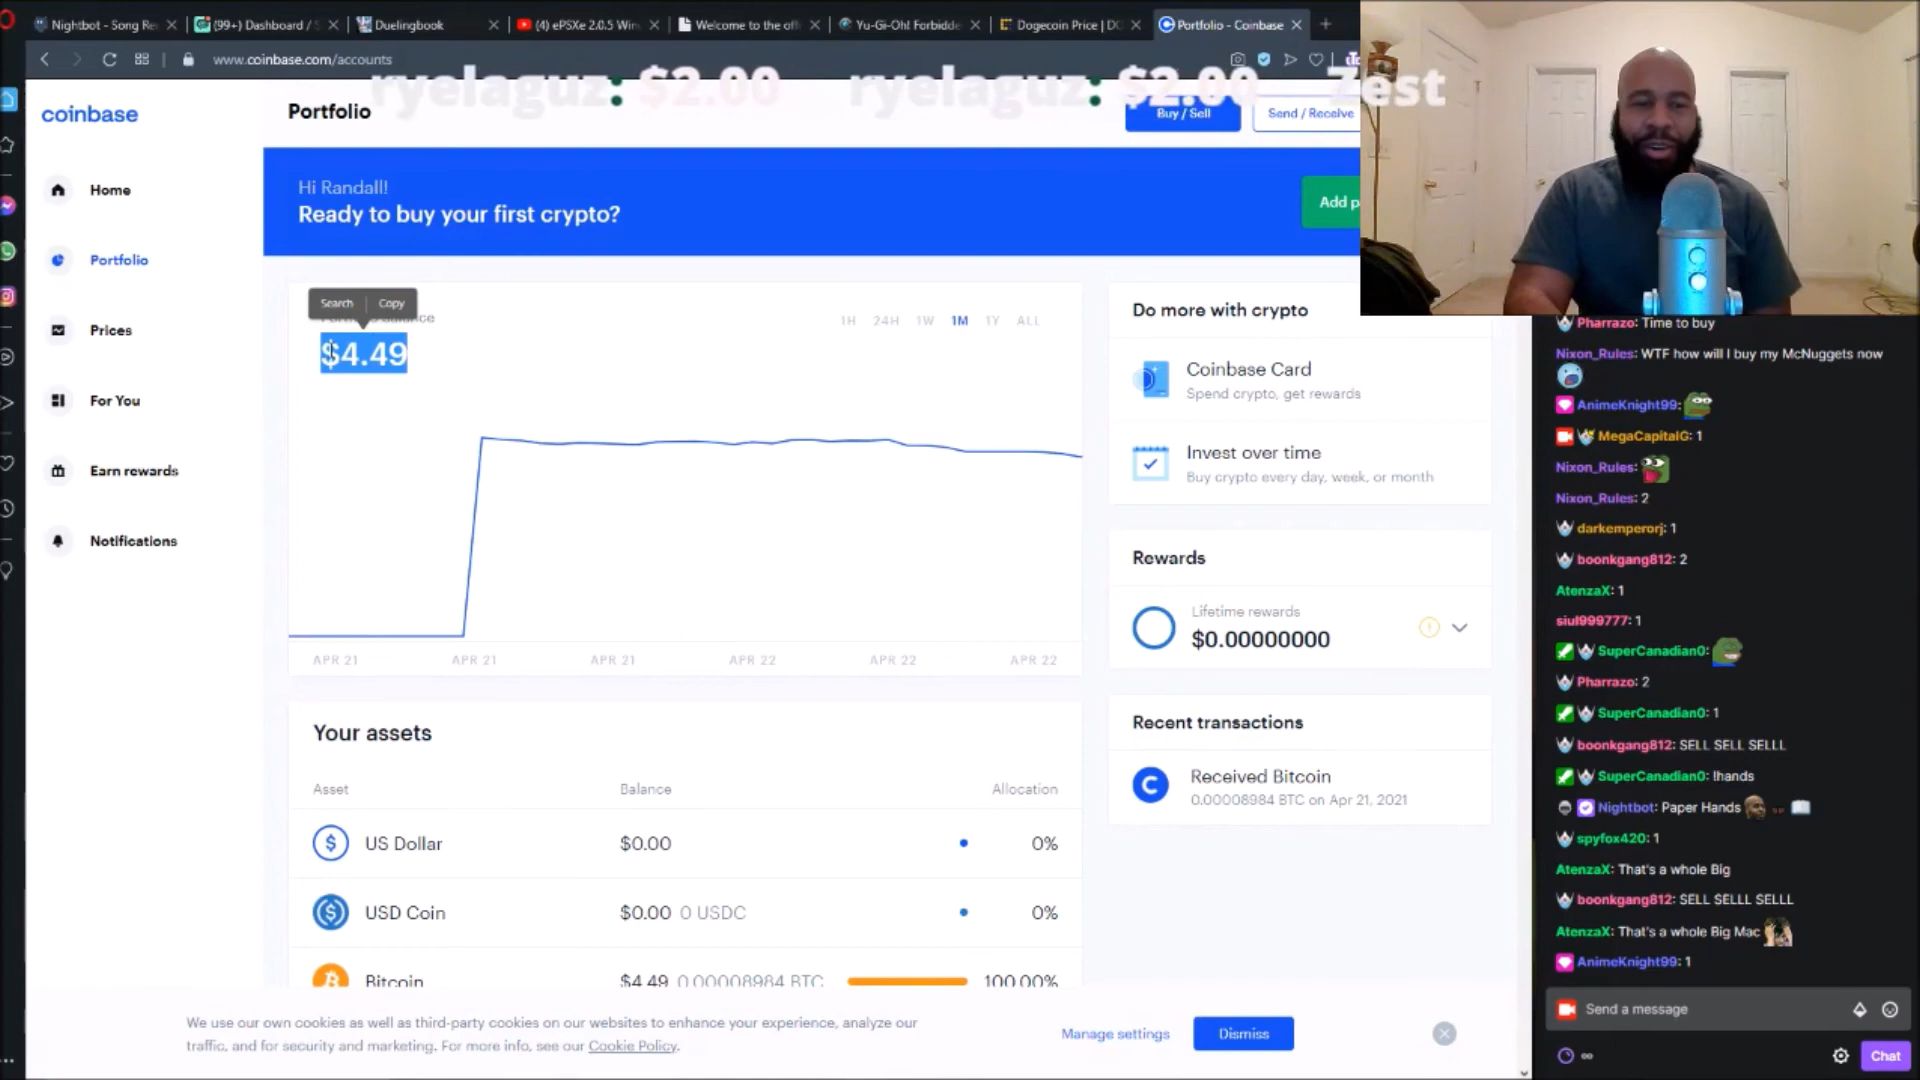 Nightbot - Song Re
(99+) Dashboard /
Duelingbook
(4) ePSXe 2.0.5 Win
Welcome to the offi
Yu-Gi-Oh! Forbidde
Dogecoin Price | DO
Portfolio - Coinbase
www.coinbase.com/accounts
ryelaguz: $2.00 ryelaguz: $2.00 Zest
coinbase
Portfolio
Buy / Sell
Send / Receive
Hi Randall!
Ready to buy your first crypto?
Add p
Home
Portfolio
Prices
For You
Earn rewards
Notifications
Search
Copy
$4.49
1H
24H
1W
1M
1Y
ALL
APR 21
APR 21
APR 21
APR 22
APR 22
APR 22
Do more with crypto
Coinbase Card
Spend crypto, get rewards
Invest over time
Buy crypto every day, week, or month
Rewards
Lifetime rewards
$0.00000000
Recent transactions
Received Bitcoin
0.00008984 BTC on Apr 21, 2021
Your assets
Asset
Balance
Allocation
US Dollar
$0.00
0%
USD Coin
$0.00 0 USDC
0%
Bitcoin
$4.49 0.00008984 BTC
100.00%
We use our own cookies as well as third-party cookies on our websites to enhance your experience, analyze our
traffic, and for security and marketing. For more info, see our Cookie Policy.
Manage settings
Dismiss
Pharrazo: Time to buy
Nixon_Rules: WTF how will I buy my McNuggets now
AnimeKnight99:
MegaCapitalG: 1
Nixon_Rules:
Nixon_Rules: 2
darkemperorj: 1
boonkgang812: 2
AtenzaX: 1
siul999777: 1
SuperCanadian0:
Pharrazo: 2
SuperCanadian0: 1
boonkgang812: SELL SELL SELLL
SuperCanadian0: !hands
Nightbot: Paper Hands
spyfox420: 1
AtenzaX: That's a whole Big
boonkgang812: SELL SELLL SELLL
AtenzaX: That's a whole Big Mac
AnimeKnight99: 1
Send a message
Chat